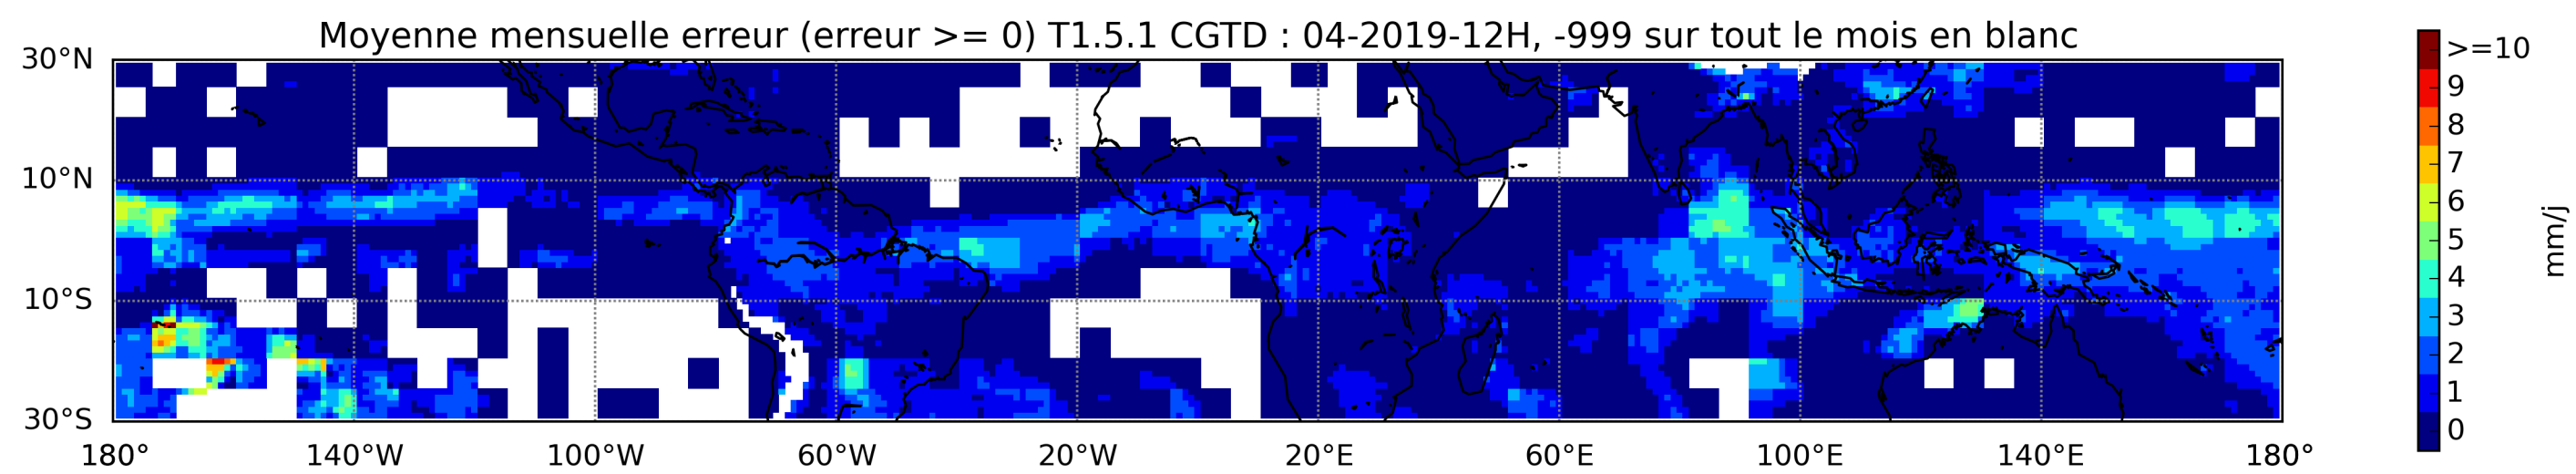 Moyenne mensuelle erreur (erreur >= 0) T1.5.1 CGTD : 04-2019-12H, -999 sur tout le mois en blanc
30°N
10°N
10°S
30°S
180° 140°W 100°W 60°W 20°W 20°E 60°E 100°E 140°E 180°
>=10
9
8
7
6
5
4
3
2
1
0
mm/j